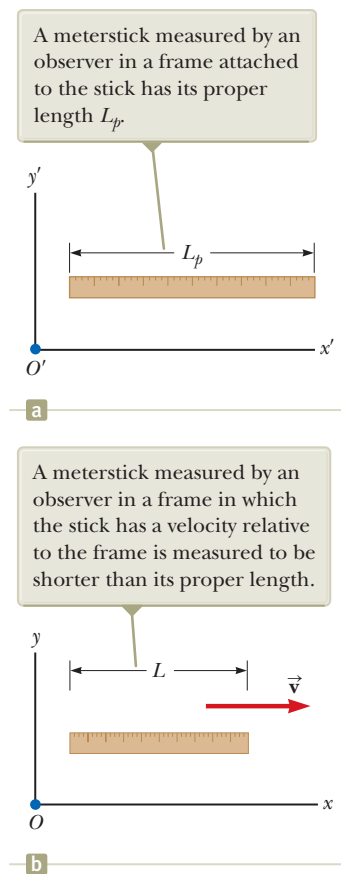 A meterstick measured by an
observer in a frame attached
to the stick has its proper
length Lp.
y′
Lp
x′
O′
a
A meterstick measured by an
observer in a frame in which
the stick has a velocity relative
to the frame is measured to be
shorter than its proper length.
y
L
v⃗
x
O
b